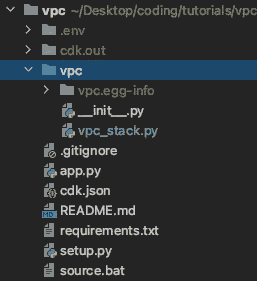 vpc ~/Desktop/coding/tutorials/vpc
.env
cdk.out
vpc
vpc.egg-info
__init__.py
vpc_stack.py
.gitignore
app.py
cdk.json
README.md
requirements.txt
setup.py
source.bat